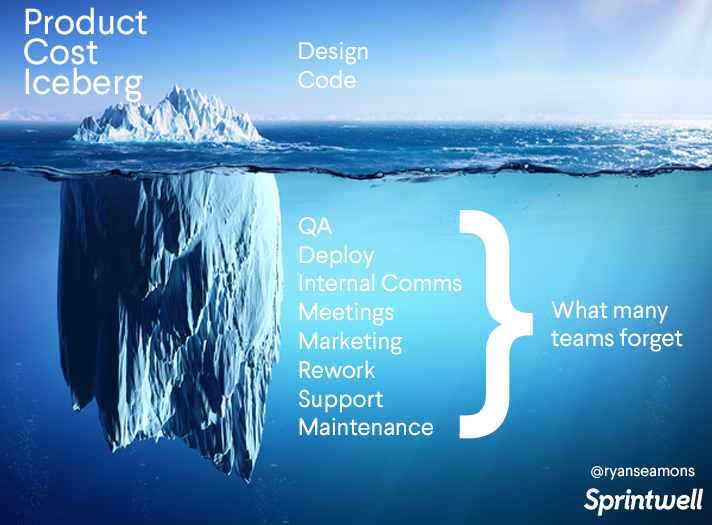 Product
Cost
Iceberg
Design
Code
QA
Deploy
Internal Comms
Meetings
Marketing
Rework
Support
Maintenance
What many
teams forget
@ryanseamons
Sprintwell